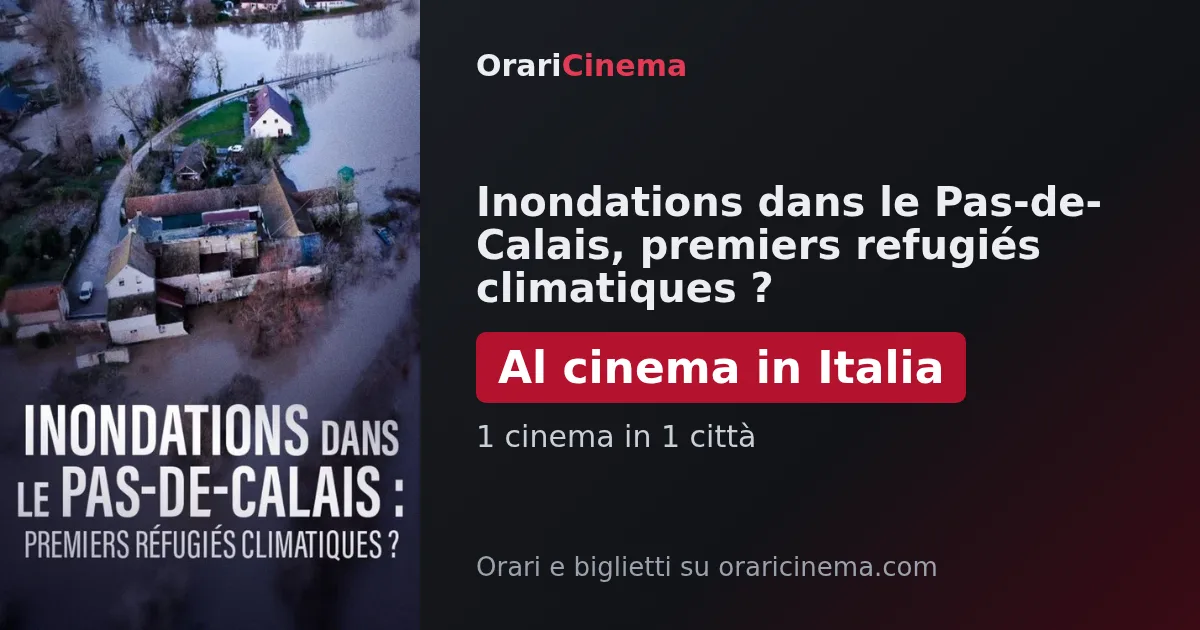 INONDATIONS DANS
LE PAS-DE-CALAIS :
PREMIERS RÉFUGIÉS CLIMATIQUES ?
OrariCinema
Inondations dans le Pas-de-
Calais, premiers refugiés
climatiques ?
Al cinema in Italia
1 cinema in 1 città
Orari e biglietti su oraricinema.com